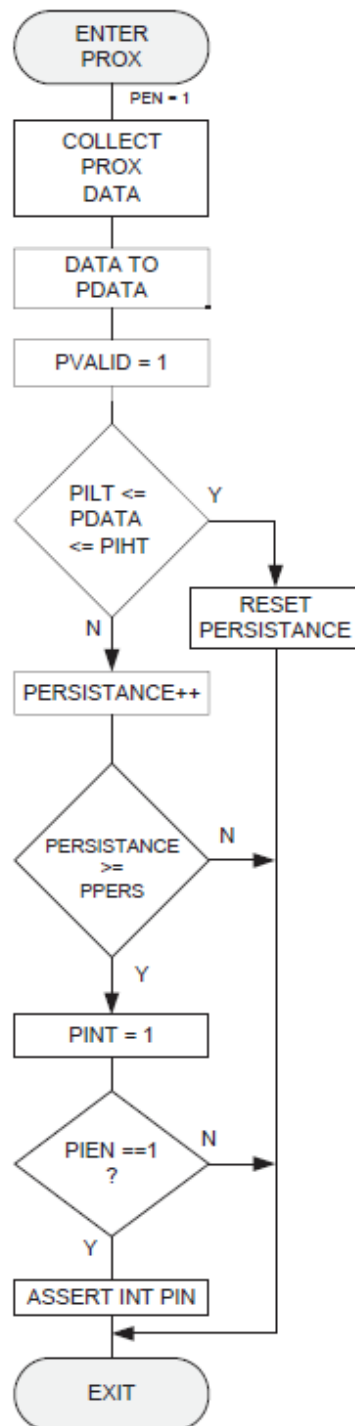 ENTER
PROX
PEN = 1
COLLECT
PROX
DATA
DATA TO
PDATA
PVALID = 1
PILT <=
PDATA
<= PIHT
Y
RESET
PERSISTANCE
N
PERSISTANCE++
PERSISTANCE
>=
PPERS
N
Y
PINT = 1
PIEN ==1
?
N
Y
ASSERT INT PIN
EXIT